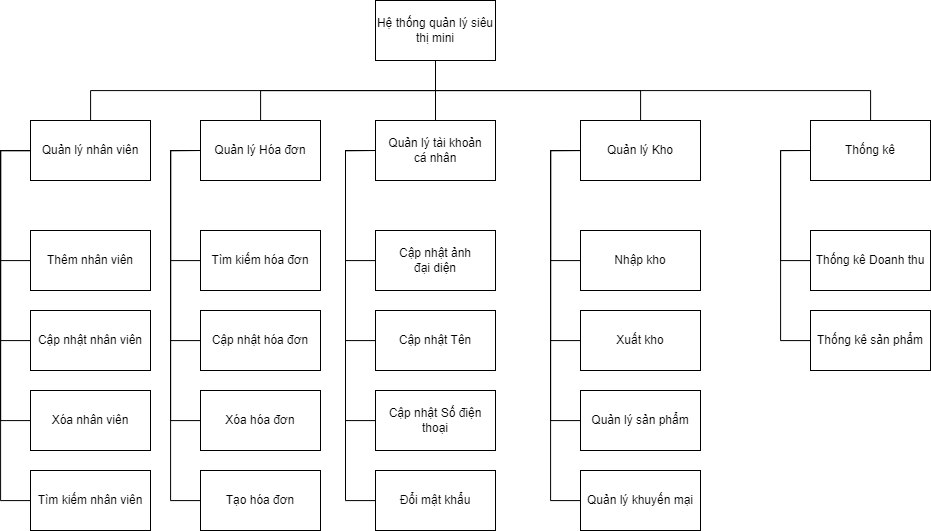 Hệ thống quản lý siêu
thị mini
Quản lý nhân viên
Quản lý Hóa đơn
Quản lý tài khoản
cá nhân
Quản lý Kho
Thống kê
Thêm nhân viên
Tìm kiếm hóa đơn
Cập nhật ảnh
đại diện
Nhập kho
Thống kê Doanh thu
Cập nhật nhân viên
Cập nhật hóa đơn
Cập nhật Tên
Xuất kho
Thống kê sản phẩm
Xóa nhân viên
Xóa hóa đơn
Cập nhật Số điện
thoại
Quản lý sản phẩm
Tìm kiếm nhân viên
Tạo hóa đơn
Đổi mật khẩu
Quản lý khuyến mại